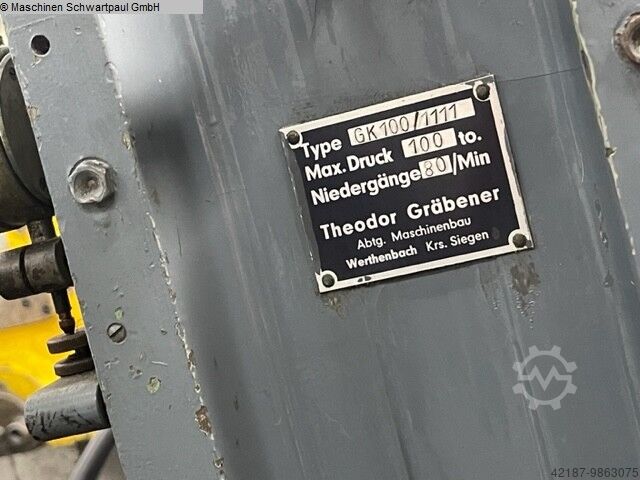 © Maschinen Schwartpaul GmbH
Type GK100/1111
Max. Druck 100 to.
Niedergänge 80/Min
Theodor Gräbener
Abtg. Maschinenbau
Werthenbach Krs. Siegen
42187-9863075